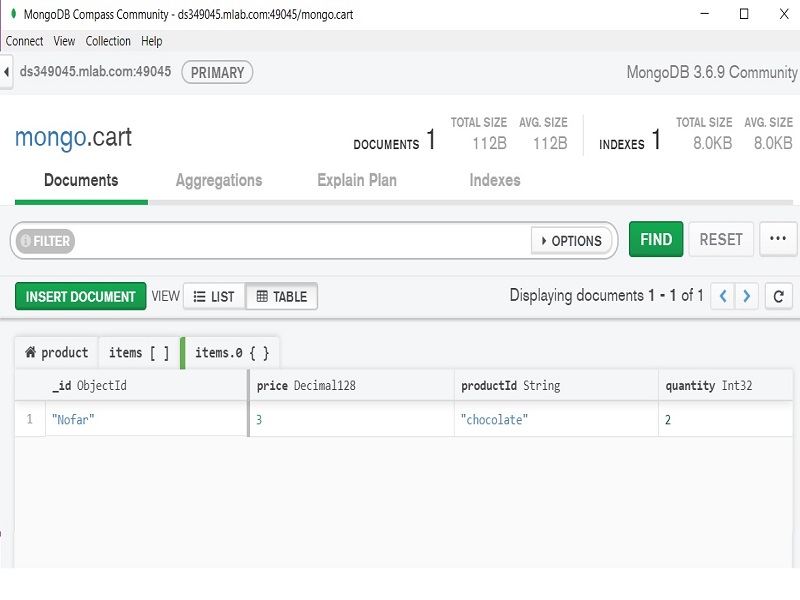 MongoDB Compass Community - ds349045.mlab.com:49045/mongo.cart
Connect View Collection Help
ds349045.mlab.com:49045 PRIMARY MongoDB 3.6.9 Community
mongo.cart
DOCUMENTS 1 TOTAL SIZE 112B AVG. SIZE 112B INDEXES 1 TOTAL SIZE 8.0KB AVG. SIZE 8.0KB
Documents Aggregations Explain Plan Indexes
FILTER OPTIONS FIND RESET ...
INSERT DOCUMENT VIEW LIST TABLE Displaying documents 1 - 1 of 1
product items [ ] items.0 { }
_id ObjectId price Decimal128 productId String quantity Int32
1 "Nofar" 3 "chocolate" 2